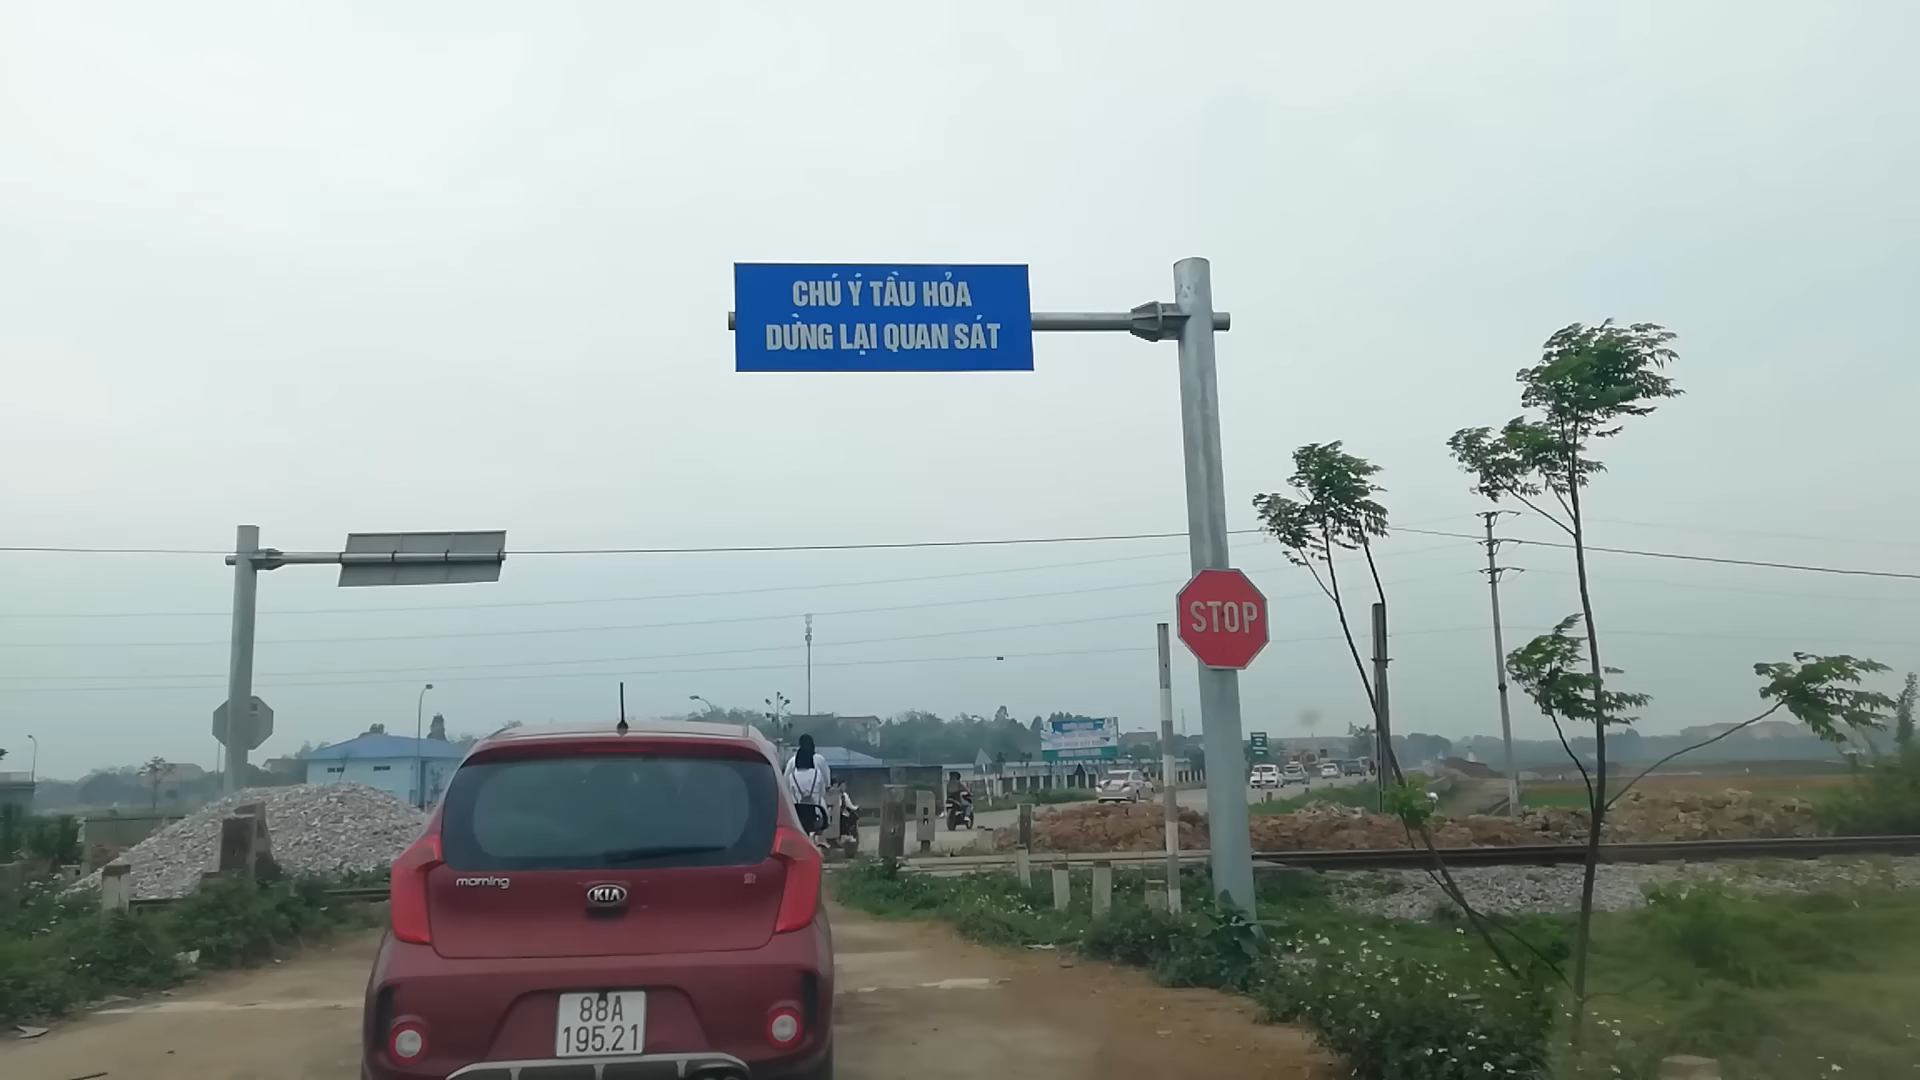 CHÚ Ý TẦU HỎA
DỪNG LẠI QUAN SÁT
STOP
morning
KIA
88A
195.21